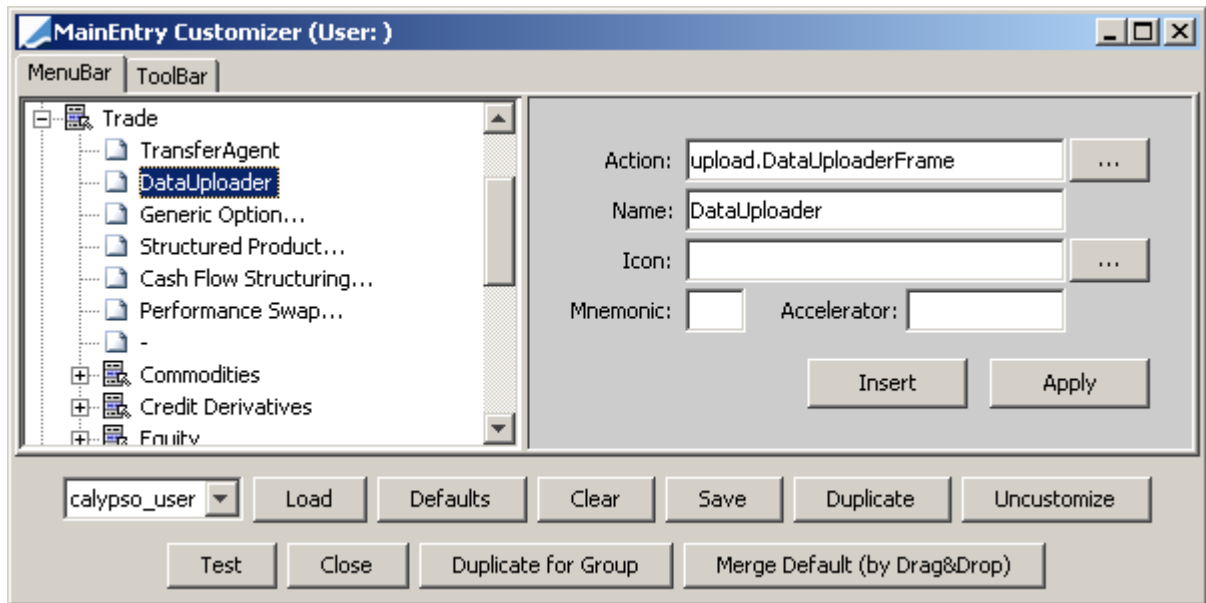 MainEntry Customizer (User: )
MenuBar ToolBar
Trade
TransferAgent
DataUploader
Generic Option...
Structured Product...
Cash Flow Structuring...
Performance Swap...
-
Commodities
Credit Derivatives
Equity
Action: upload.DataUploaderFrame ...
Name: DataUploader
Icon: ...
Mnemonic: Accelerator:
Insert Apply
calypso_user Load Defaults Clear Save Duplicate Uncustomize
Test Close Duplicate for Group Merge Default (by Drag&Drop)